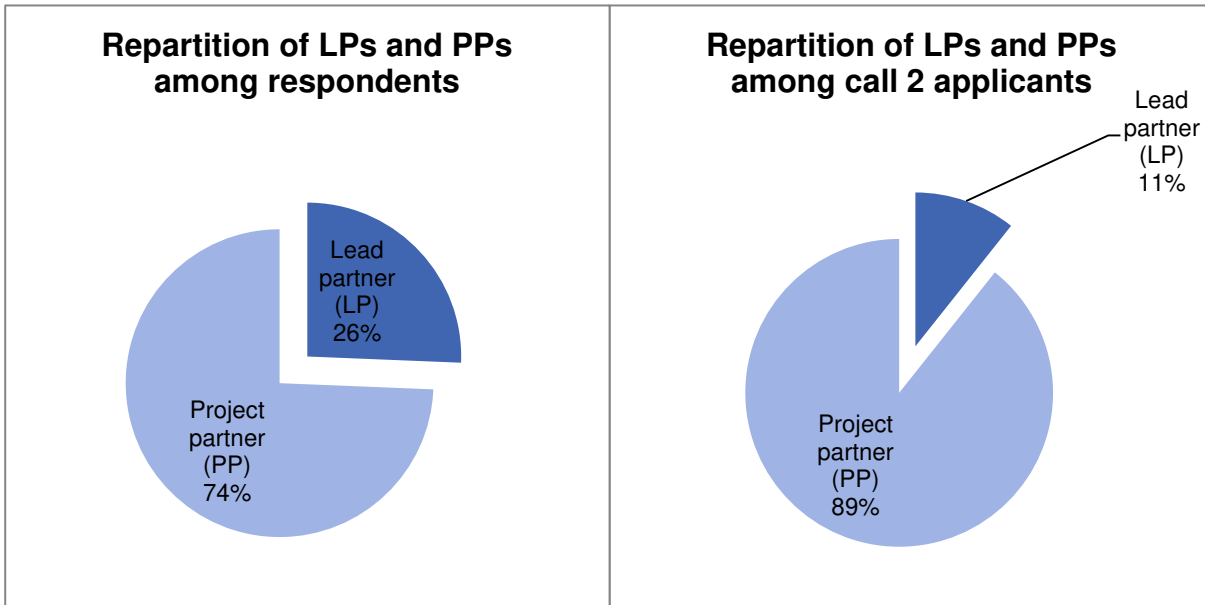 Repartition of LPs and PPs
among respondents
Lead
partner
(LP)
26%
Project
partner
(PP)
74%
Repartition of LPs and PPs
among call 2 applicants
Lead
partner
(LP)
11%
Project
partner
(PP)
89%